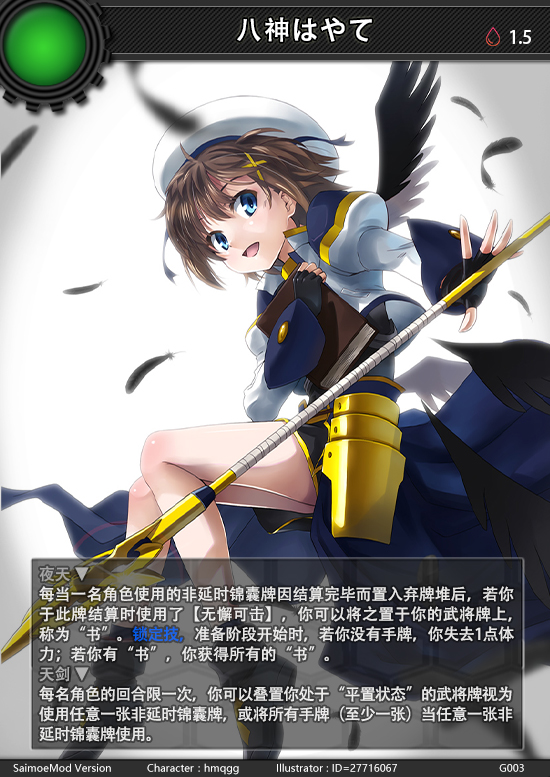 八神はやて
1.5
夜天▼
每当一名角色使用的非延时锦囊牌因结算完毕而置入弃牌堆后，若你
于此牌结算时使用了【无懈可击】，你可以将之置于你的武将牌上，
称为“书”。锁定技，准备阶段开始时，若你没有手牌，你失去1点体
力；若你有“书”，你获得所有的“书”。
天剑▼
每名角色的回合限一次，你可以叠置你处于“平置状态”的武将牌视为
使用任意一张非延时锦囊牌，或将所有手牌（至少一张）当任意一张非
延时锦囊牌使用。
SaimoeMod Version Character : hmqgg Illustrator : ID=27716067 G003